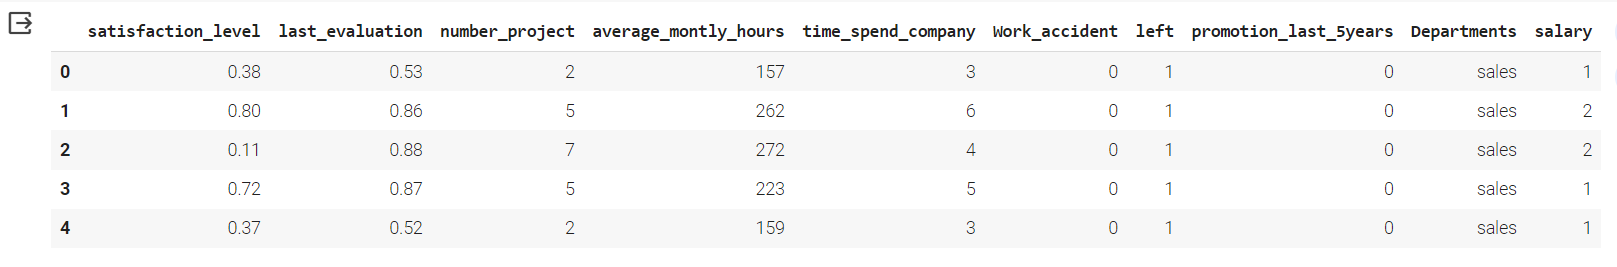 satisfaction_level last_evaluation number_project average_montly_hours time_spend_company Work_accident left promotion_last_5years Departments salary
0 0.38 0.53 2 157 3 0 1 0 sales 1
1 0.80 0.86 5 262 6 0 1 0 sales 2
2 0.11 0.88 7 272 4 0 1 0 sales 2
3 0.72 0.87 5 223 5 0 1 0 sales 1
4 0.37 0.52 2 159 3 0 1 0 sales 1